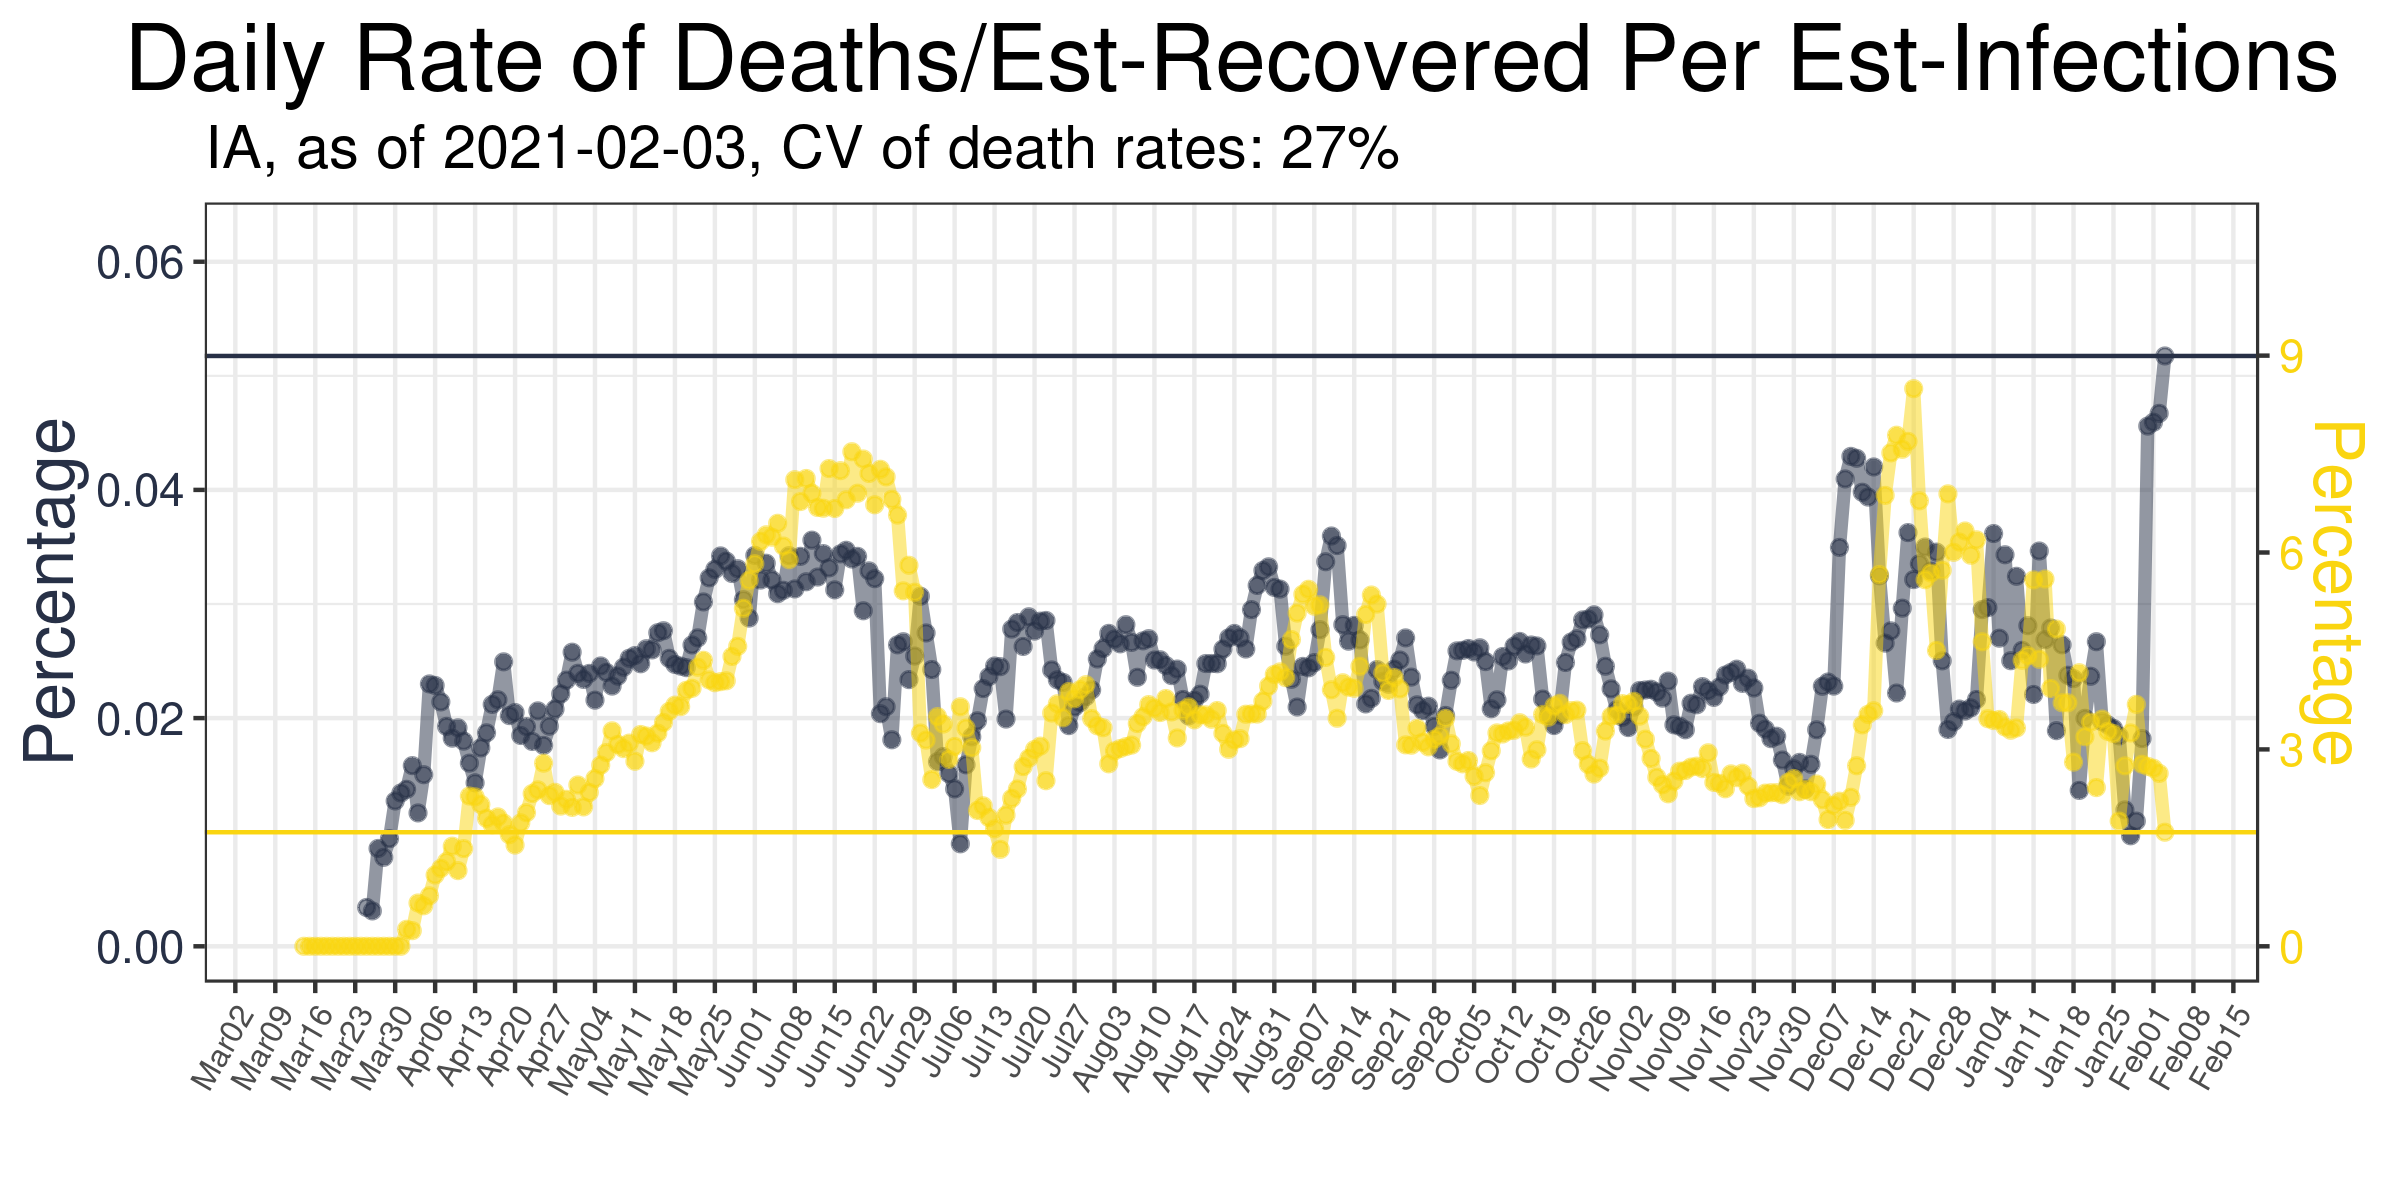 Daily Rate of Deaths/Est-Recovered Per Est-Infections
IA, as of 2021-02-03, CV of death rates: 27%
Percentage
0.06
0.04
0.02
0.00
9
6
3
0
Percentage
Mar02
Mar09
Mar16
Mar23
Mar30
Apr06
Apr13
Apr20
Apr27
May04
May11
May18
May25
Jun01
Jun08
Jun15
Jun22
Jun29
Jul06
Jul13
Jul20
Jul27
Aug03
Aug10
Aug17
Aug24
Aug31
Sep07
Sep14
Sep21
Sep28
Oct05
Oct12
Oct19
Oct26
Nov02
Nov09
Nov16
Nov23
Nov30
Dec07
Dec14
Dec21
Dec28
Jan04
Jan11
Jan18
Jan25
Feb01
Feb08
Feb15